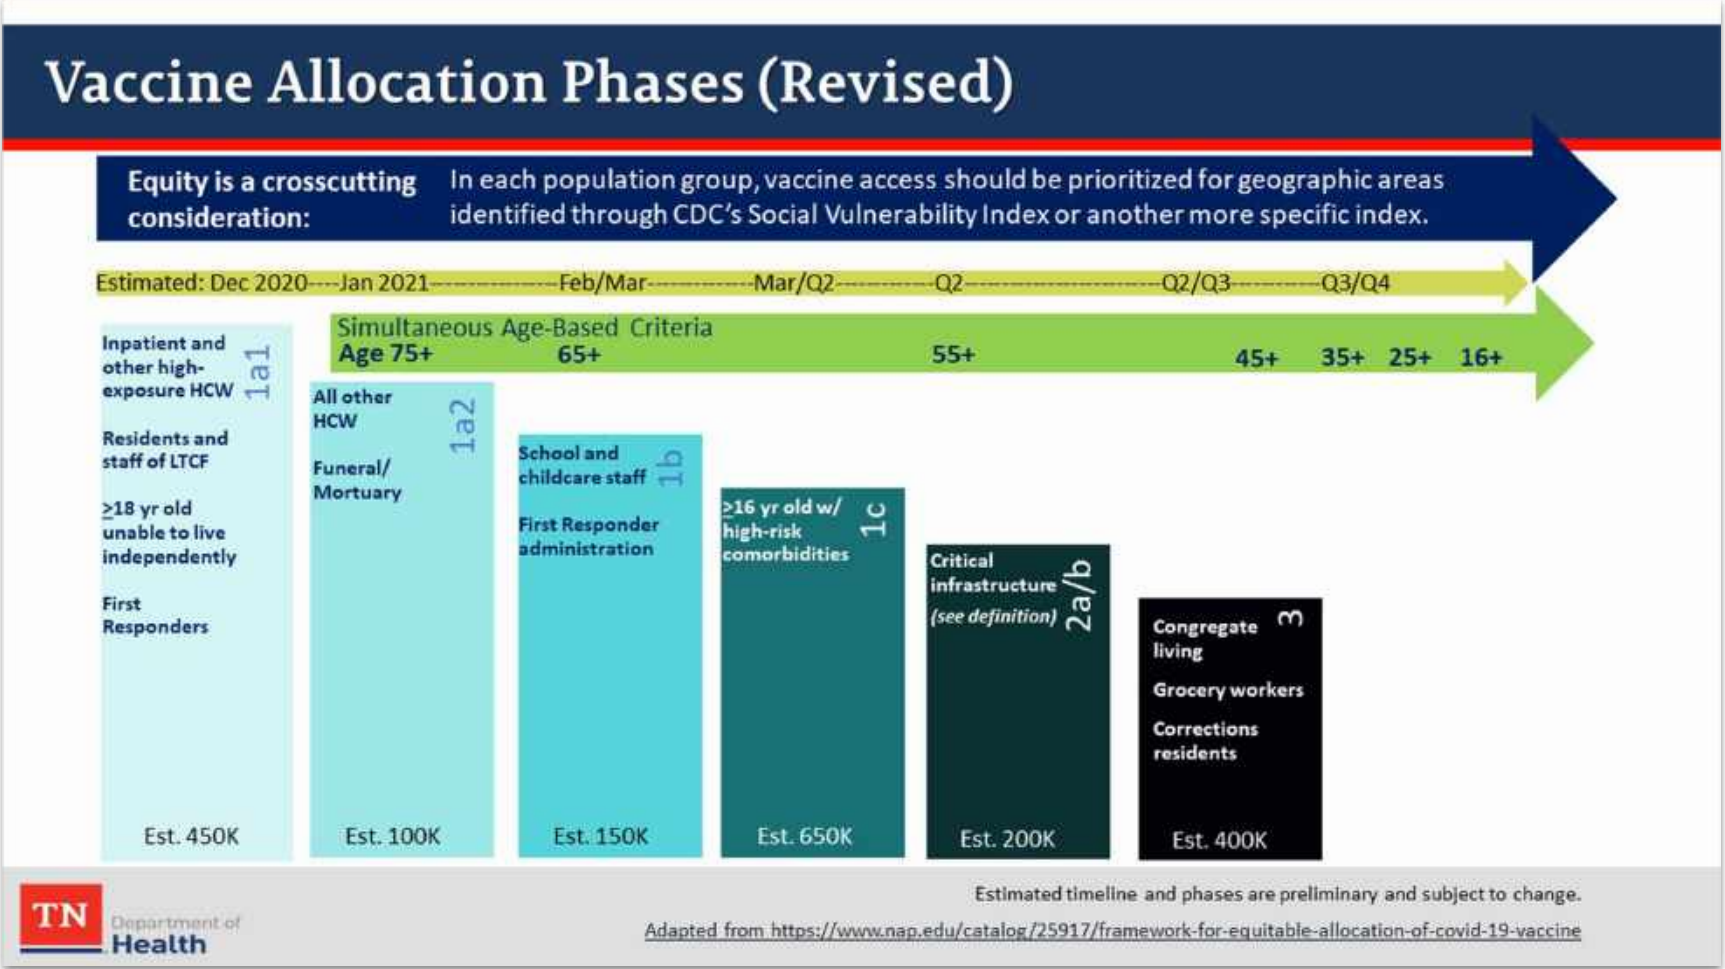 Vaccine Allocation Phases (Revised)
Equity is a crosscutting
consideration:
In each population group, vaccine access should be prioritized for geographic areas
identified through CDC's Social Vulnerability Index or another more specific index.
Estimated: Dec 2020----Jan 2021----------------Feb/Mar-------------Mar/Q2------------Q2------------------------Q2/Q3-----------Q3/Q4
Simultaneous Age-Based Criteria
Age 75+ 65+ 55+ 45+ 35+ 25+ 16+
1a1
Inpatient and
other high-
exposure HCW
Residents and
staff of LTCF
≥18 yr old
unable to live
independently
First
Responders
Est. 450K
1a2
All other
HCW
Funeral/
Mortuary
Est. 100K
1b
School and
childcare staff
First Responder
administration
Est. 150K
1c
≥16 yr old w/
high-risk
comorbidities
Est. 650K
2a/b
Critical
infrastructure
(see definition)
Est. 200K
3
Congregate
living
Grocery workers
Corrections
residents
Est. 400K
TN
Department of
Health
Estimated timeline and phases are preliminary and subject to change.
Adapted from https://www.nap.edu/catalog/25917/framework-for-equitable-allocation-of-covid-19-vaccine